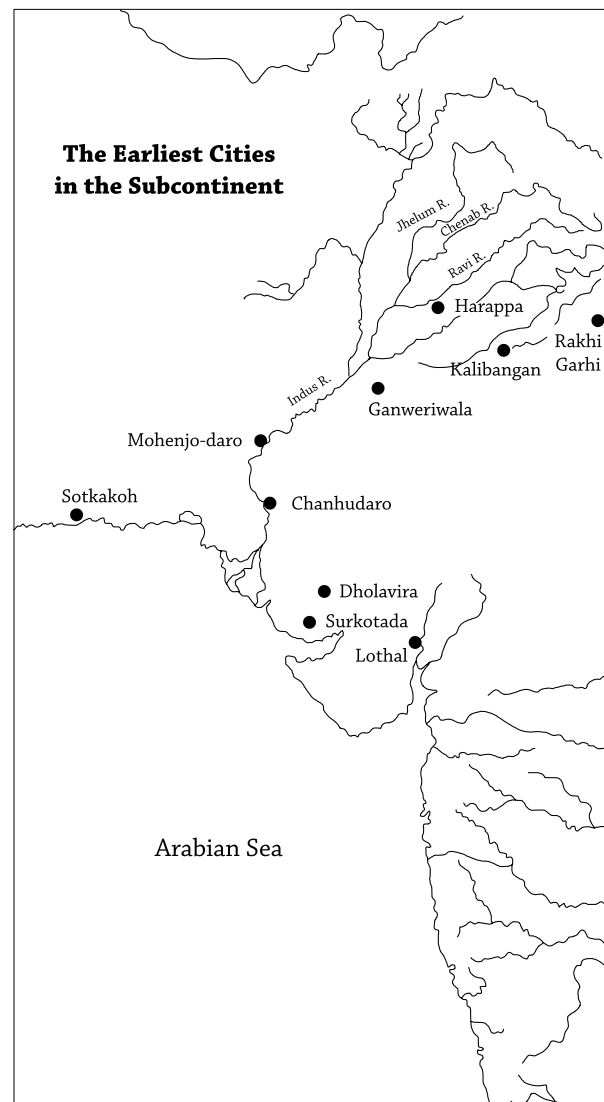 The Earliest Cities
in the Subcontinent
Jhelum R.
Chenab R.
Ravi R.
Harappa
Rakhi
Garhi
Kalibangan
Indus R.
Ganweriwala
Mohenjo-daro
Sotkakoh
Chanhudaro
Dholavira
Surkotada
Lothal
Arabian Sea